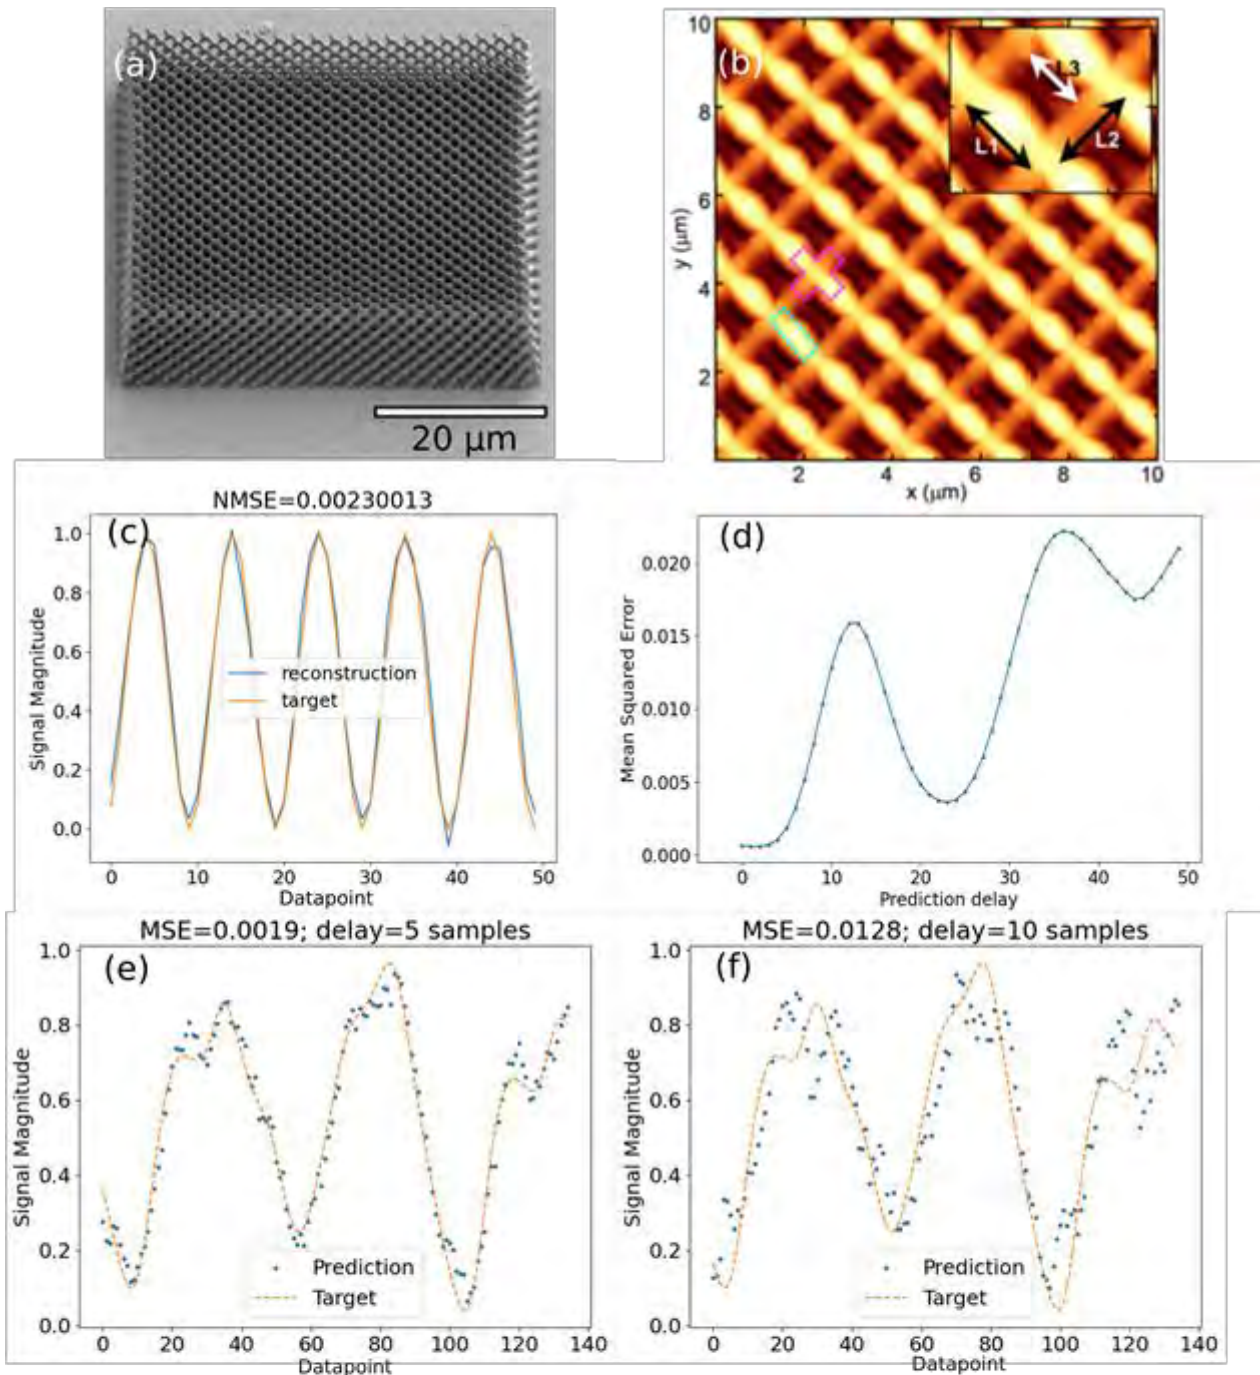 (a)
20 μm
(b)
10
8
6
4
2
y (μm)
L1
L2
L3
2
4
6
8
10
x (μm)
NMSE=0.00230013
(c)
1.0
0.8
0.6
0.4
0.2
0.0
Signal Magnitude
reconstruction
target
0
10
20
30
40
50
Datapoint
(d)
0.020
0.015
0.010
0.005
0.000
Mean Squared Error
0
10
20
30
40
50
Prediction delay
MSE=0.0019; delay=5 samples
(e)
1.0
0.8
0.6
0.4
0.2
0.0
Signal Magnitude
Prediction
Target
0
20
40
60
80
100
120
140
Datapoint
MSE=0.0128; delay=10 samples
(f)
1.0
0.8
0.6
0.4
0.2
0.0
Signal Magnitude
Prediction
Target
0
20
40
60
80
100
120
140
Datapoint